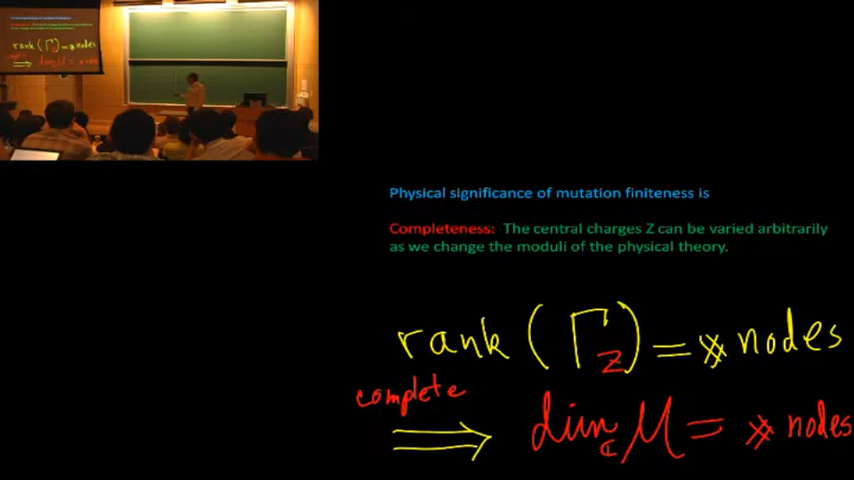 Physical significance of mutation finiteness is
Completeness: The central charges Z can be varied arbitrarily
as we change the moduli of the physical theory.
rank (Γ_Z) = # nodes
complete
⟹ dim_ℂ M = # nodes